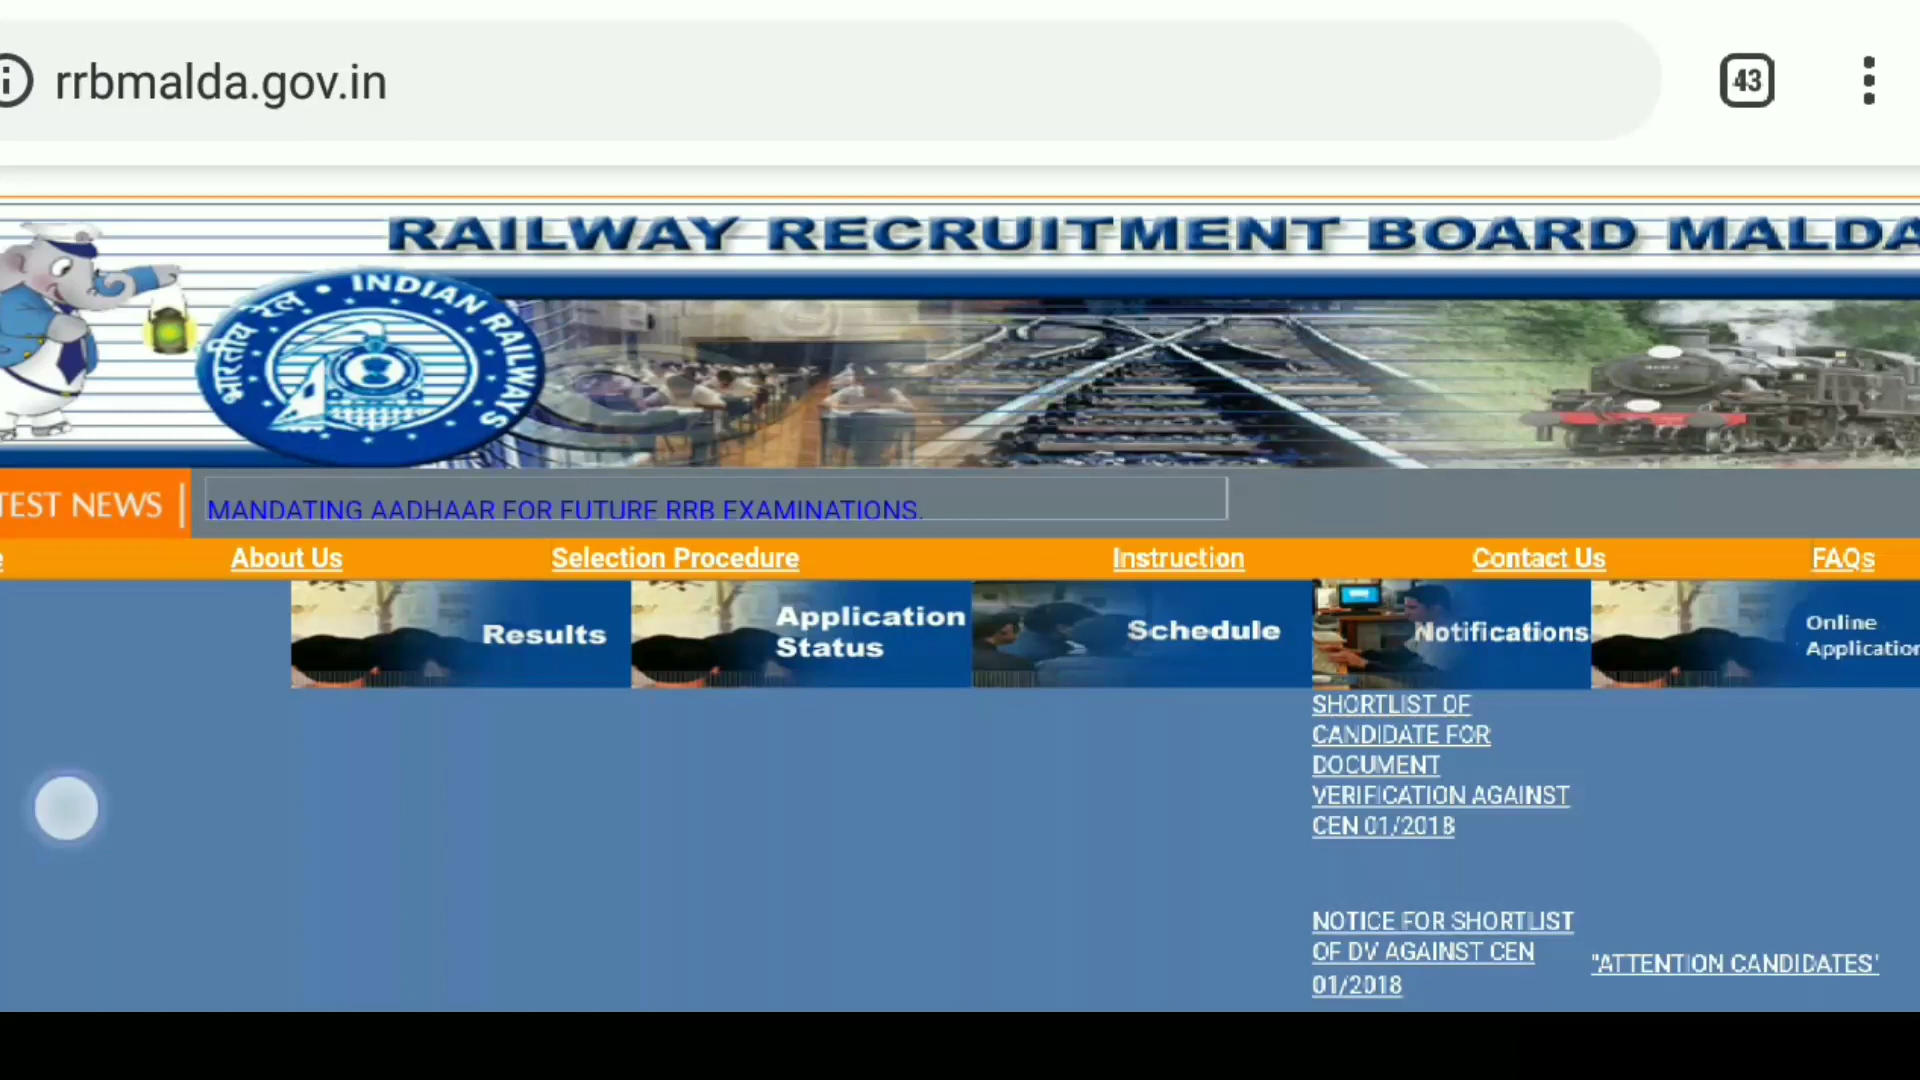 rrbmalda.gov.in
43
RAILWAY RECRUITMENT BOARD MALDA
भारतीय रेल • INDIAN RAILWAYS
TEST NEWS
MANDATING AADHAAR FOR FUTURE RRB EXAMINATIONS.
About Us Selection Procedure Instruction Contact Us FAQs
Results
Application
Status
Schedule
Notifications
Online
Application
SHORTLIST OF
CANDIDATE FOR
DOCUMENT
VERIFICATION AGAINST
CEN 01/2018
NOTICE FOR SHORTLIST
OF DV AGAINST CEN
01/2018
"ATTENTION CANDIDATES"